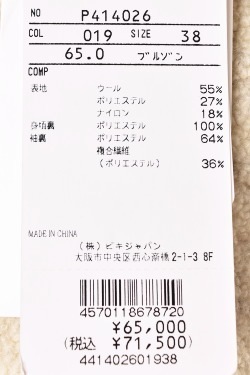 NO P414026
COL 019 SIZE 38
65.0 ブルゾン
COMP
表地 ウール 55%
ポリエステル 27%
ナイロン 18%
身頃裏 ポリエステル 100%
袖裏 ポリエステル 64%
複合繊維
(ポリエステル) 36%
MADE IN CHINA
(株)ビキジャパン
大阪市中央区西心斎橋2-1-3 8F
4570118678720
¥65,000
(税込 ¥71,500)
441402601938